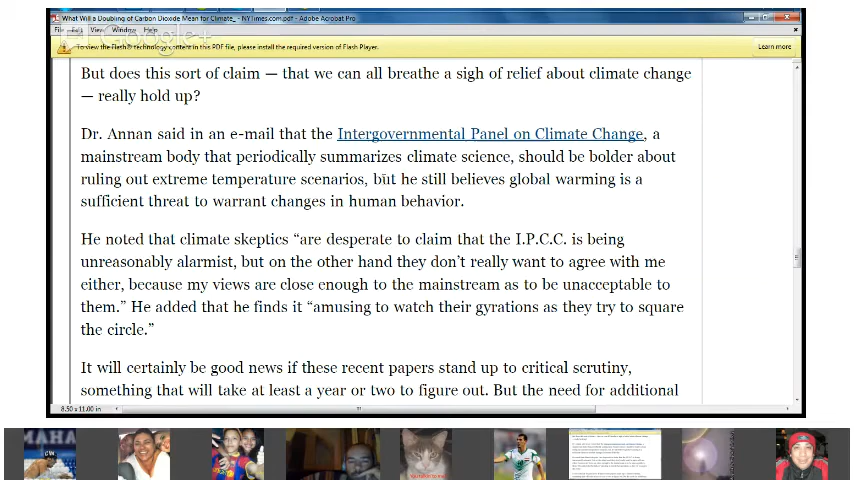 What Will a Doubling of Carbon Dioxide Mean for Climate_ - NYTimes.com.pdf - Adobe Acrobat Pro
File Edit View Window Help
Google+
To view the Flash® technology content in this PDF file, please install the required version of Flash Player.
Learn more
But does this sort of claim — that we can all breathe a sigh of relief about climate change
— really hold up?
Dr. Annan said in an e-mail that the Intergovernmental Panel on Climate Change, a
mainstream body that periodically summarizes climate science, should be bolder about
ruling out extreme temperature scenarios, but he still believes global warming is a
sufficient threat to warrant changes in human behavior.
He noted that climate skeptics “are desperate to claim that the I.P.C.C. is being
unreasonably alarmist, but on the other hand they don’t really want to agree with me
either, because my views are close enough to the mainstream as to be unacceptable to
them.” He added that he finds it “amusing to watch their gyrations as they try to square
the circle.”
It will certainly be good news if these recent papers stand up to critical scrutiny,
something that will take at least a year or two to figure out. But the need for additional
8.50 x 11.00 in